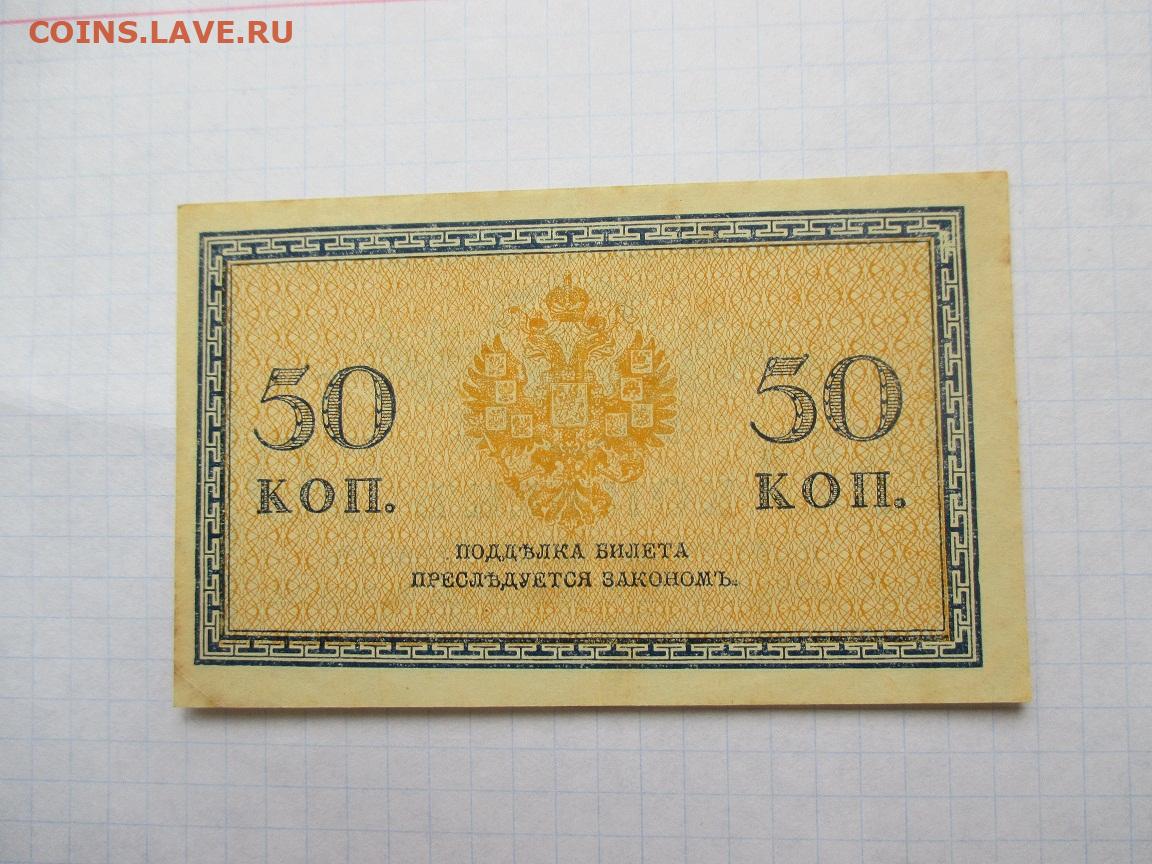 COINS.LAVE.RU
50 50
КОП. КОП.
ПОДДѢЛКА БИЛЕТА
ПРЕСЛѢДУЕТСЯ ЗАКОНОМЪ.